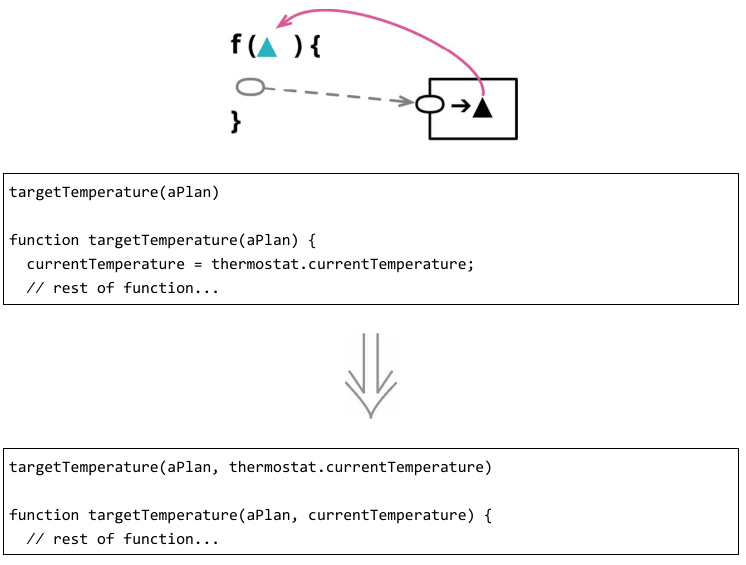 f( ) {
}
targetTemperature(aPlan)
function targetTemperature(aPlan) {
  currentTemperature = thermostat.currentTemperature;
  // rest of function...
targetTemperature(aPlan, thermostat.currentTemperature)
function targetTemperature(aPlan, currentTemperature) {
  // rest of function...